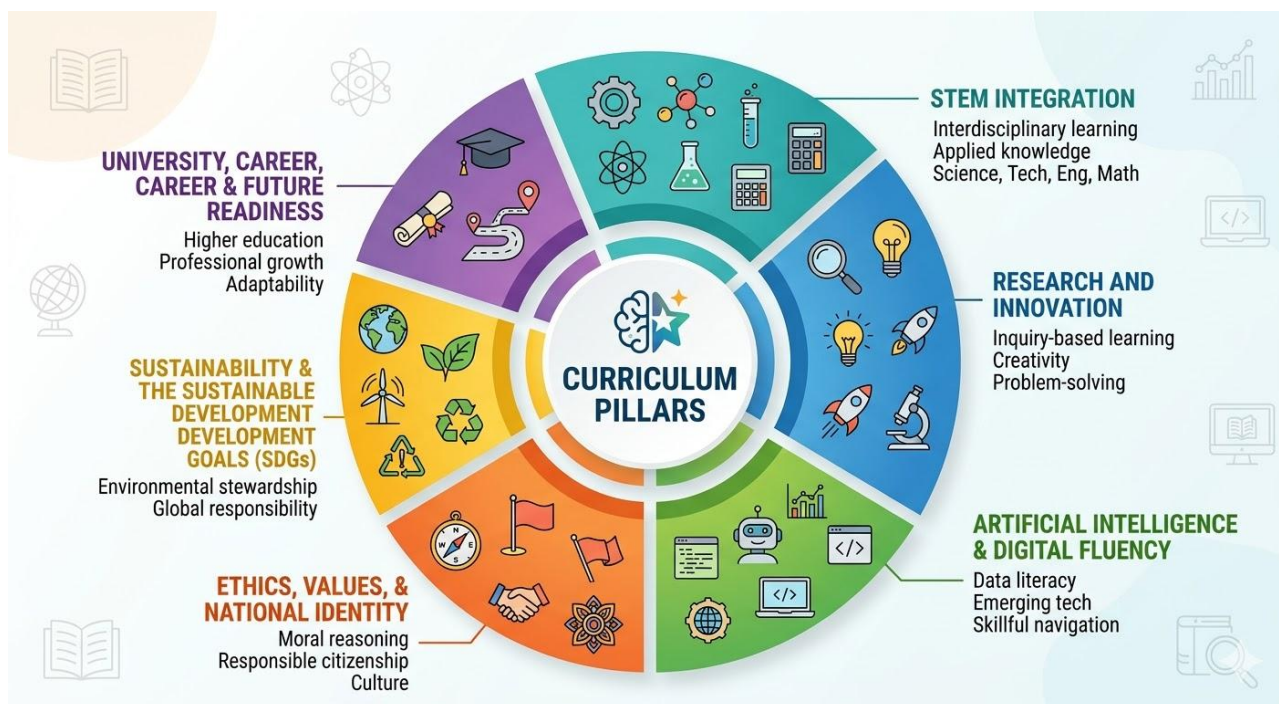 STEM INTEGRATION
Interdisciplinary learning
Applied knowledge
Science, Tech, Eng, Math
RESEARCH AND
INNOVATION
Inquiry-based learning
Creativity
Problem-solving
ARTIFICIAL INTELLIGENCE
& DIGITAL FLUENCY
Data literacy
Emerging tech
Skillful navigation
ETHICS, VALUES, &
NATIONAL IDENTITY
Moral reasoning
Responsible citizenship
Culture
SUSTAINABILITY &
THE SUSTAINABLE
DEVELOPMENT
DEVELOPMENT
GOALS (SDGs)
Environmental stewardship
Global responsibility
UNIVERSITY, CAREER,
CAREER & FUTURE
READINESS
Higher education
Professional growth
Adaptability
CURRICULUM
PILLARS
N
W E
S